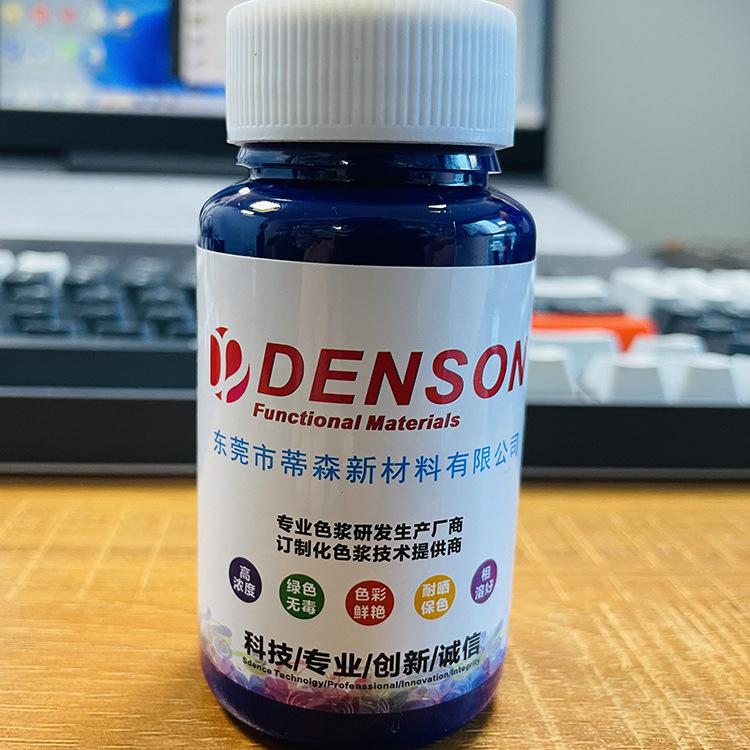 DENSON
Functional Materials
东莞市蒂森新材料有限公司
专业色浆研发生产厂商
订制化色浆技术提供商
高浓度
绿色无毒
色彩鲜艳
耐晒保色
相溶好
科技/专业/创新/诚信
Sdence Technolgy/Professsional/Innovation/Integrity